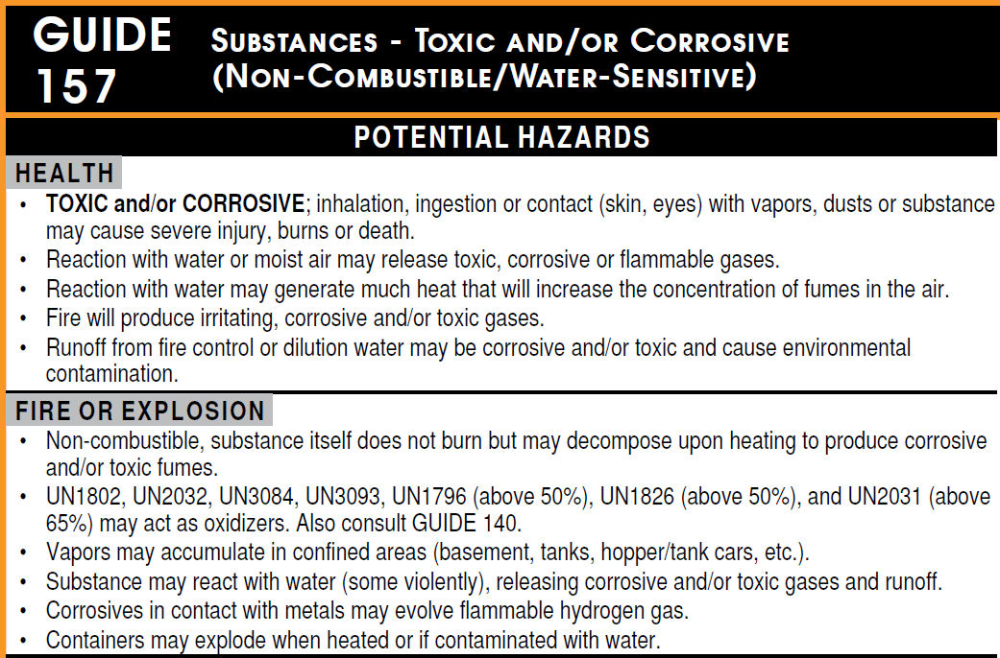 GUIDE
157
SUBSTANCES - TOXIC AND/OR CORROSIVE
(NON-COMBUSTIBLE/WATER-SENSITIVE)
POTENTIAL HAZARDS
HEALTH
• TOXIC and/or CORROSIVE; inhalation, ingestion or contact (skin, eyes) with vapors, dusts or substance
may cause severe injury, burns or death.
• Reaction with water or moist air may release toxic, corrosive or flammable gases.
• Reaction with water may generate much heat that will increase the concentration of fumes in the air.
• Fire will produce irritating, corrosive and/or toxic gases.
• Runoff from fire control or dilution water may be corrosive and/or toxic and cause environmental
contamination.
FIRE OR EXPLOSION
• Non-combustible, substance itself does not burn but may decompose upon heating to produce corrosive
and/or toxic fumes.
• UN1802, UN2032, UN3084, UN3093, UN1796 (above 50%), UN1826 (above 50%), and UN2031 (above
65%) may act as oxidizers. Also consult GUIDE 140.
• Vapors may accumulate in confined areas (basement, tanks, hopper/tank cars, etc.).
• Substance may react with water (some violently), releasing corrosive and/or toxic gases and runoff.
• Corrosives in contact with metals may evolve flammable hydrogen gas.
• Containers may explode when heated or if contaminated with water.